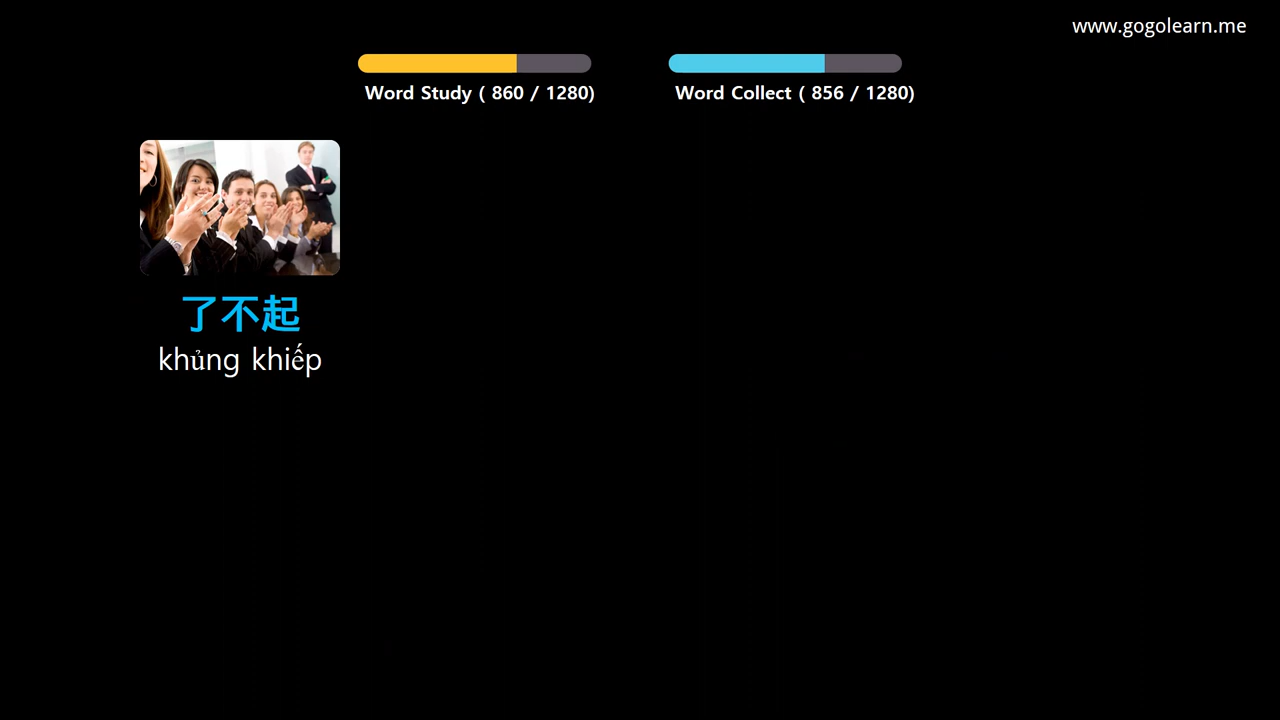 www.gogolearn.me
Word Study ( 860 / 1280)
Word Collect ( 856 / 1280)
了不起
khủng khiếp